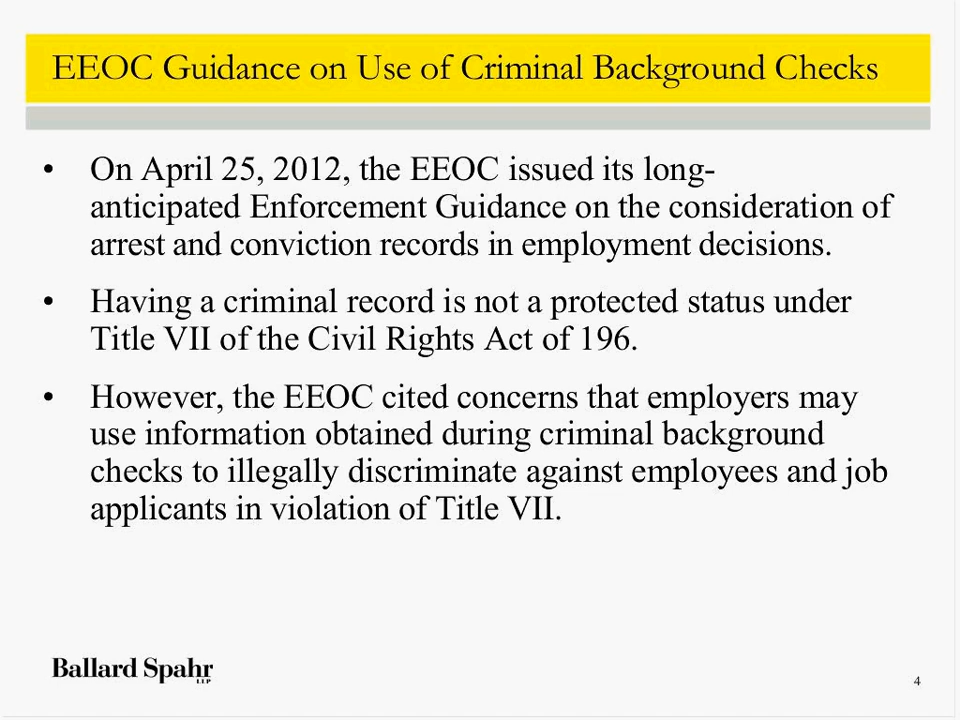 EEOC Guidance on Use of Criminal Background Checks
• On April 25, 2012, the EEOC issued its long-
anticipated Enforcement Guidance on the consideration of
arrest and conviction records in employment decisions.
• Having a criminal record is not a protected status under
Title VII of the Civil Rights Act of 196.
• However, the EEOC cited concerns that employers may
use information obtained during criminal background
checks to illegally discriminate against employees and job
applicants in violation of Title VII.
Ballard Spahr
LLP
4